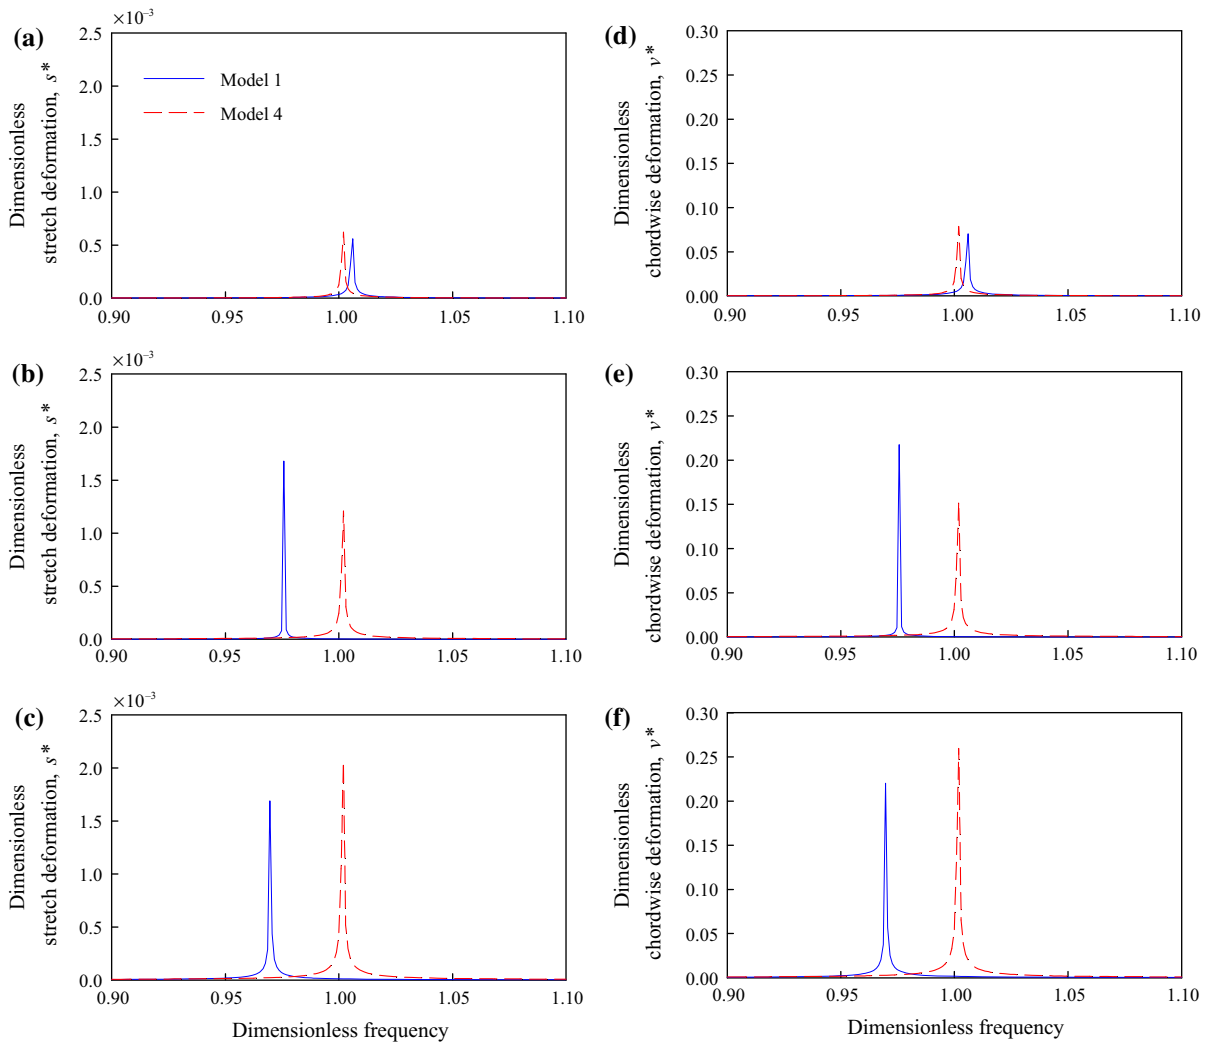 (a)
×10⁻³
2.5
2.0
1.5
1.0
0.5
0.0
0.90 0.95 1.00 1.05 1.10
Dimensionless
stretch deformation, s*
Model 1
Model 4
(d)
0.30
0.25
0.20
0.15
0.10
0.05
0.00
0.90 0.95 1.00 1.05 1.10
Dimensionless
chordwise deformation, v*
(b)
×10⁻³
2.5
2.0
1.5
1.0
0.5
0.0
0.90 0.95 1.00 1.05 1.10
Dimensionless
stretch deformation, s*
(e)
0.30
0.25
0.20
0.15
0.10
0.05
0.00
0.90 0.95 1.00 1.05 1.10
Dimensionless
chordwise deformation, v*
(c)
×10⁻³
2.5
2.0
1.5
1.0
0.5
0.0
0.90 0.95 1.00 1.05 1.10
Dimensionless
stretch deformation, s*
Dimensionless frequency
(f)
0.30
0.25
0.20
0.15
0.10
0.05
0.00
0.90 0.95 1.00 1.05 1.10
Dimensionless
chordwise deformation, v*
Dimensionless frequency